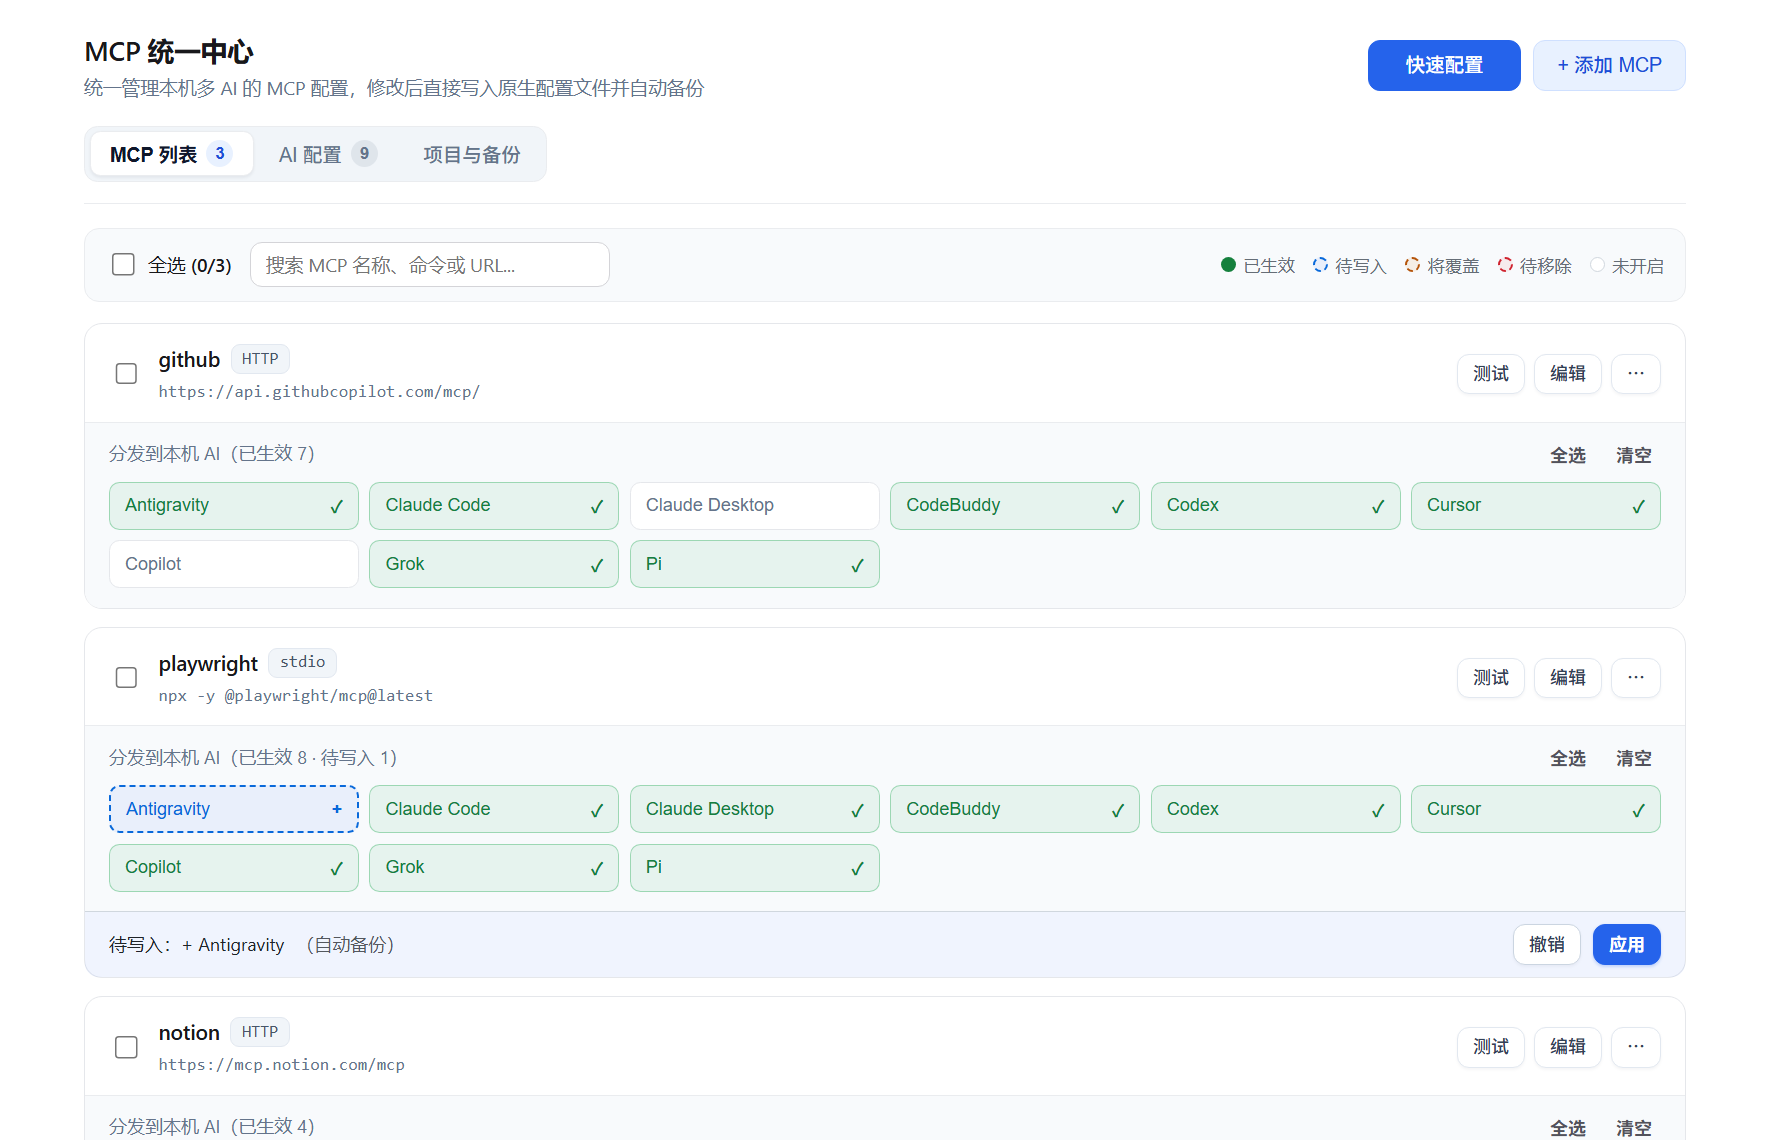 MCP 统一中心
统一管理本机多 AI 的 MCP 配置，修改后直接写入原生配置文件并自动备份
快速配置
+ 添加 MCP
MCP 列表 3
AI 配置 9
项目与备份
全选 (0/3)
搜索 MCP 名称、命令或 URL...
已生效 待写入 将覆盖 待移除 未开启
github HTTP
https://api.githubcopilot.com/mcp/
测试 编辑 ···
分发到本机 AI（已生效 7）
全选 清空
Antigravity ✓ Claude Code ✓ Claude Desktop CodeBuddy ✓ Codex ✓ Cursor ✓
Copilot Grok ✓ Pi ✓
playwright stdio
npx -y @playwright/mcp@latest
测试 编辑 ···
分发到本机 AI（已生效 8 · 待写入 1）
全选 清空
Antigravity + Claude Code ✓ Claude Desktop ✓ CodeBuddy ✓ Codex ✓ Cursor ✓
Copilot ✓ Grok ✓ Pi ✓
待写入：+ Antigravity （自动备份）
撤销 应用
notion HTTP
https://mcp.notion.com/mcp
测试 编辑 ···
分发到本机 AI（已生效 4）
全选 清空